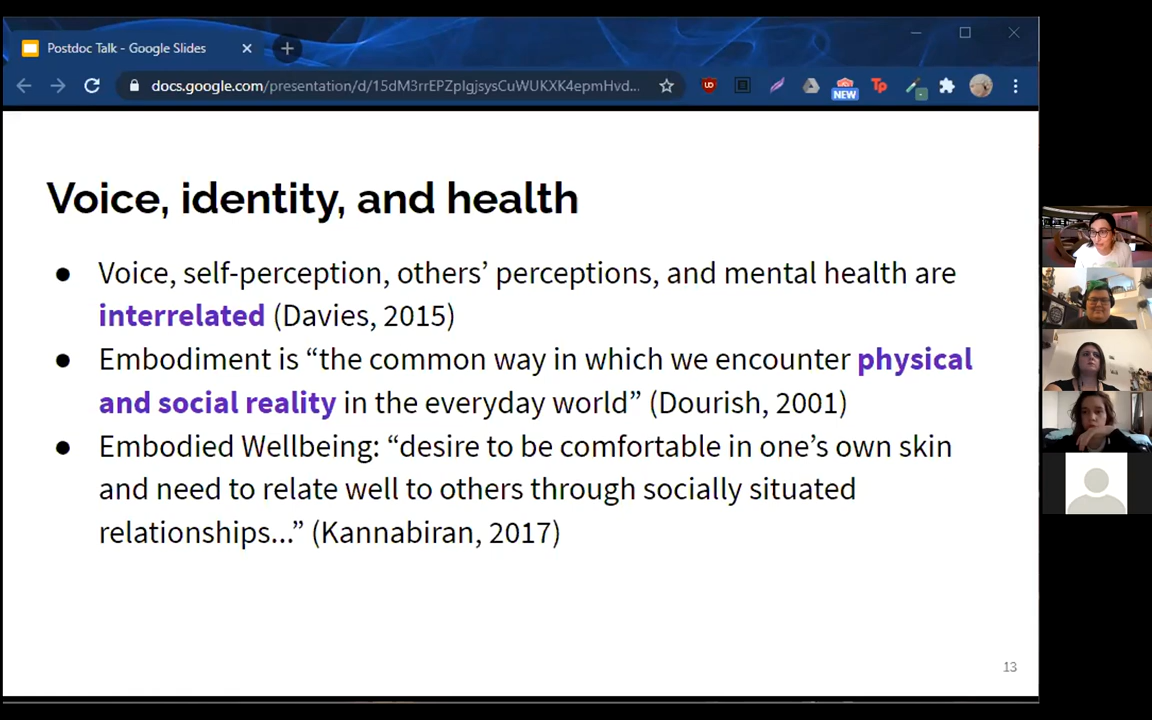 Postdoc Talk - Google Slides
docs.google.com/presentation/d/15dM3rrEPZplgjsysCuWUKXK4epmHvd...
UD
NEW
Tp
Voice, identity, and health
● Voice, self-perception, others’ perceptions, and mental health are
interrelated (Davies, 2015)
● Embodiment is “the common way in which we encounter physical
and social reality in the everyday world” (Dourish, 2001)
● Embodied Wellbeing: “desire to be comfortable in one’s own skin
and need to relate well to others through socially situated
relationships...” (Kannabiran, 2017)
13